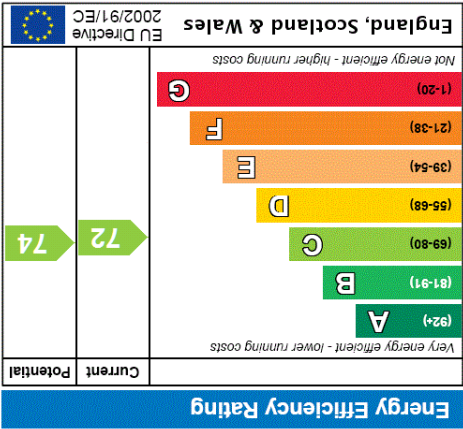 Energy Efficiency Rating
Current Potential
Very energy efficient - lower running costs
(92+) A
(81-91) B
(69-80) C
(55-68) D
(39-54) E
(21-38) F
(1-20) G
72
74
Not energy efficient - higher running costs
England, Scotland & Wales
EU Directive
2002/91/EC